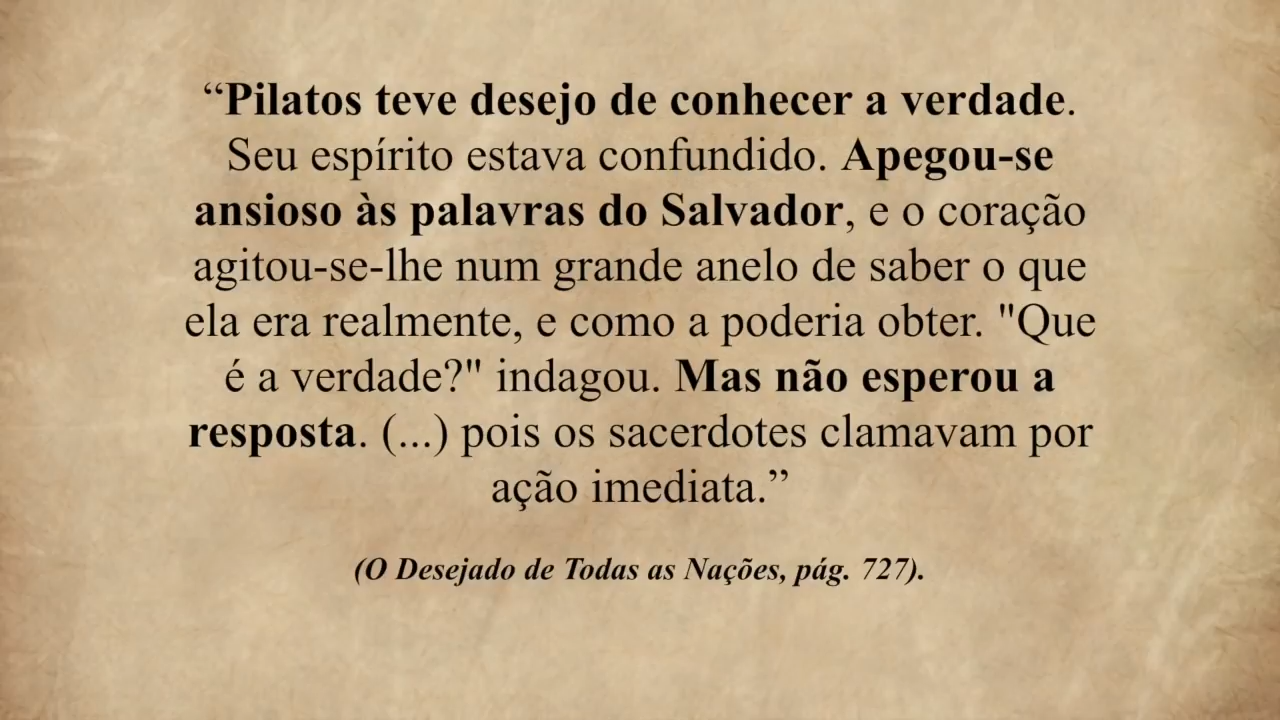 “Pilatos teve desejo de conhecer a verdade.
Seu espírito estava confundido. Apegou-se
ansioso às palavras do Salvador, e o coração
agitou-se-lhe num grande anelo de saber o que
ela era realmente, e como a poderia obter. "Que
é a verdade?" indagou. Mas não esperou a
resposta. (...) pois os sacerdotes clamavam por
ação imediata.”
(O Desejado de Todas as Nações, pág. 727).